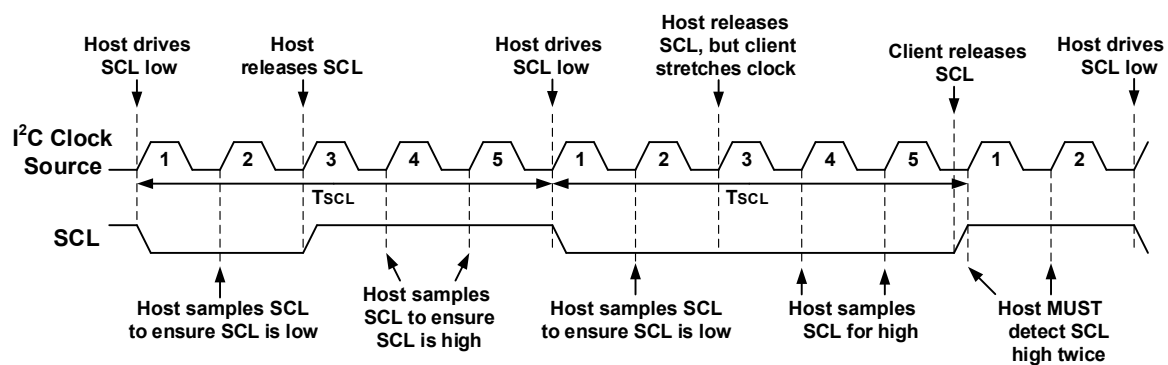 Host drives
SCL low
Host
releases SCL
Host drives
SCL low
Host releases
SCL, but client
stretches clock
Client releases
SCL
Host drives
SCL low
I²C Clock
Source
1 2 3 4 5 1 2 3 4 5 1 2
TSCL TSCL
SCL
Host samples SCL
to ensure SCL is low
Host samples
SCL to ensure
SCL is high
Host samples SCL
to ensure SCL is low
Host samples
SCL for high
Host MUST
detect SCL
high twice